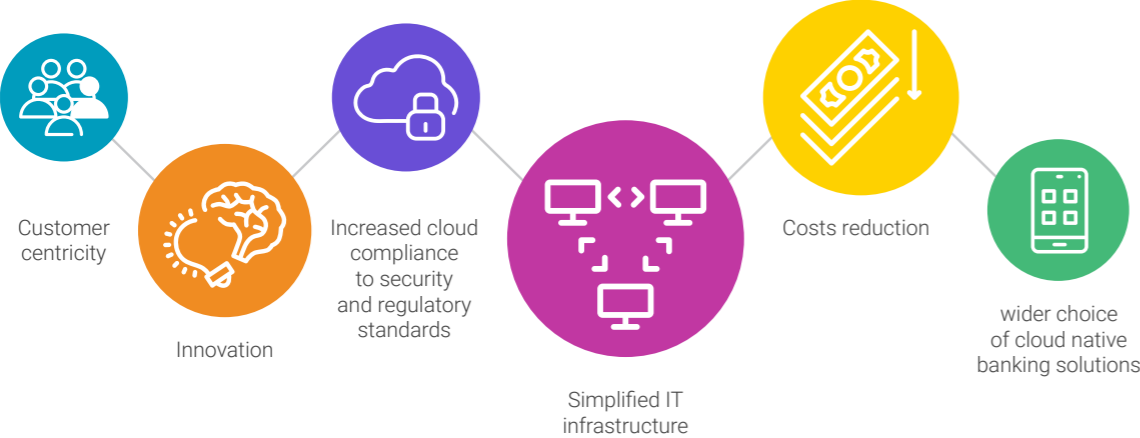 Customer
centricity
Innovation
Increased cloud
compliance
to security
and regulatory
standards
Simplified IT
infrastructure
Costs reduction
wider choice
of cloud native
banking solutions